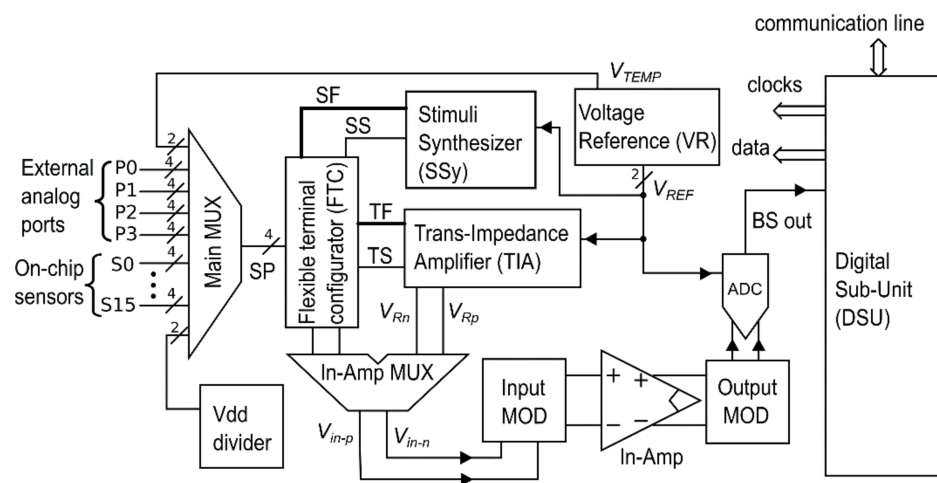 communication line
V_TEMP
clocks
SF
Stimuli
Synthesizer
(SSy)
Voltage
Reference (VR)
SS
data
2
External
analog
ports
P0
4
P1
4
P2
4
P3
4
Main MUX
2
V_REF
BS out
Flexible terminal
configurator (FTC)
TF
Trans-Impedance
Amplifier (TIA)
4
SP
TS
On-chip
sensors
S0
4
S15
4
ADC
Digital
Sub-Unit
(DSU)
2
V_Rn
V_Rp
In-Amp MUX
Input
MOD
+
+
−
−
Output
MOD
Vdd
divider
V_in-p
V_in-n
In-Amp